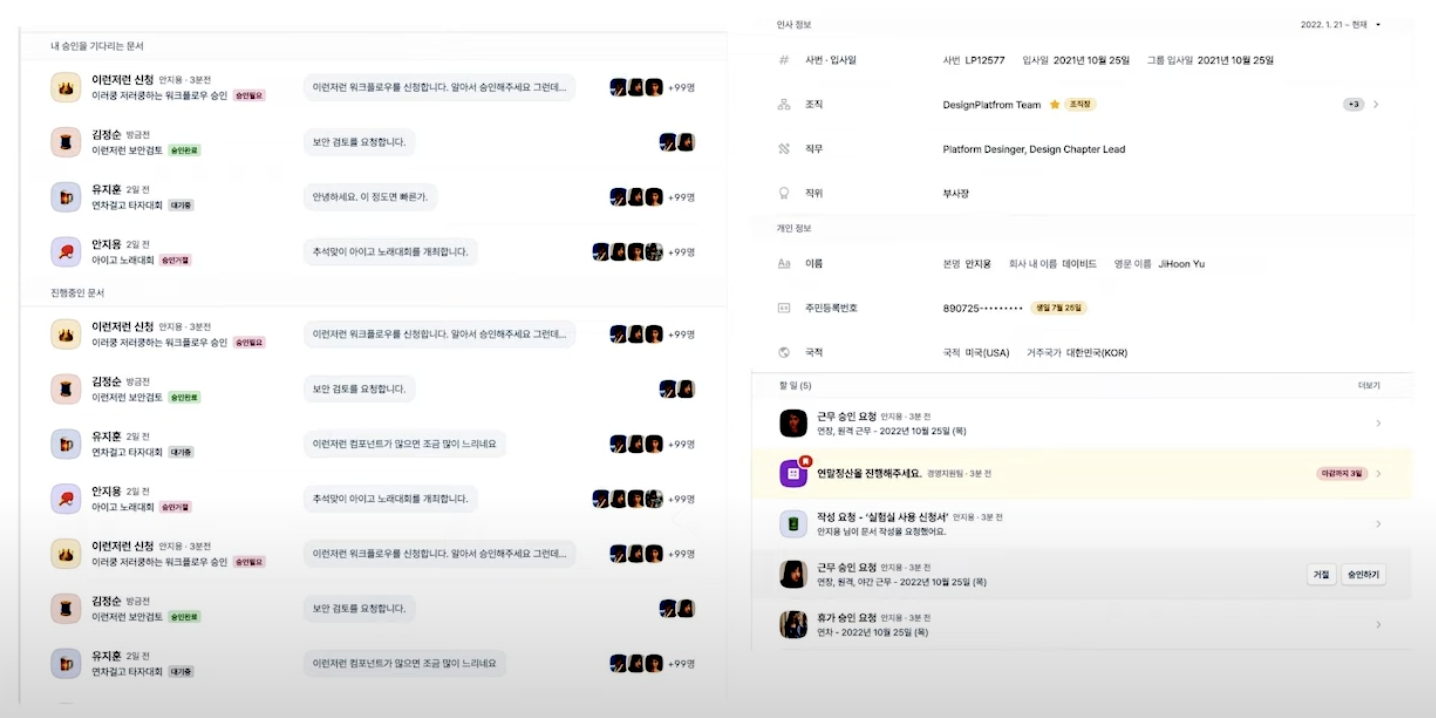 내 승인을 기다리는 문서
이런저런 신청 안지용 · 3분전
이러쿵 저러쿵하는 워크플로우 승인 승인필요
이런저런 워크플로우를 신청합니다. 알아서 승인해주세요 그런데...
+99명
김정순 방금전
이런저런 보안검토 승인완료
보안 검토를 요청합니다.
유지훈 2일 전
연차걸고 타자대회 대기중
안녕하세요. 이 정도면 빠른가.
+99명
안지용 2일 전
아이고 노래대회 승인거절
추석맞이 아이고 노래대회를 개최합니다.
+99명
진행중인 문서
이런저런 신청 안지용 · 3분전
이러쿵 저러쿵하는 워크플로우 승인 승인필요
이런저런 워크플로우를 신청합니다. 알아서 승인해주세요 그런데...
+99명
김정순 방금전
이런저런 보안검토 승인완료
보안 검토를 요청합니다.
유지훈 2일 전
연차걸고 타자대회 대기중
이런저런 컴포넌트가 많으면 조금 많이 느리네요
+99명
안지용 2일 전
아이고 노래대회 승인거절
추석맞이 아이고 노래대회를 개최합니다.
+99명
이런저런 신청 안지용 · 3분전
이러쿵 저러쿵하는 워크플로우 승인 승인필요
이런저런 워크플로우를 신청합니다. 알아서 승인해주세요 그런데...
+99명
김정순 방금전
이런저런 보안검토 승인완료
보안 검토를 요청합니다.
유지훈 2일 전
연차걸고 타자대회 대기중
이런저런 컴포넌트가 많으면 조금 많이 느리네요
+99명
인사 정보 2022. 1. 21 ~ 현재
사번 · 입사일 사번 LP12577 입사일 2021년 10월 25일 그룹 입사일 2021년 10월 25일
조직 DesignPlatfrom Team 조직장 +3
직무 Platform Desinger, Design Chapter Lead
직위 부사장
개인 정보
Aa 이름 본명 안지용 회사 내 이름 데이비드 영문 이름 JiHoon Yu
주민등록번호 890725-········ 생일 7월 25일
국적 국적 미국(USA) 거주국가 대한민국(KOR)
할 일 (5) 더보기
근무 승인 요청 안지용 · 3분 전
연장, 원격 근무 - 2022년 10월 25일 (목)
연말정산을 진행해주세요. 경영지원팀 · 3분 전 마감까지 3일
작성 요청 - ‘실험실 사용 신청서’ 안지용 · 3분 전
안지용 님이 문서 작성을 요청했어요.
근무 승인 요청 안지용 · 3분 전
연장, 원격, 야간 근무 - 2022년 10월 25일 (목)
거절 승인하기
휴가 승인 요청 안지용 · 3분 전
연차 - 2022년 10월 25일 (목)